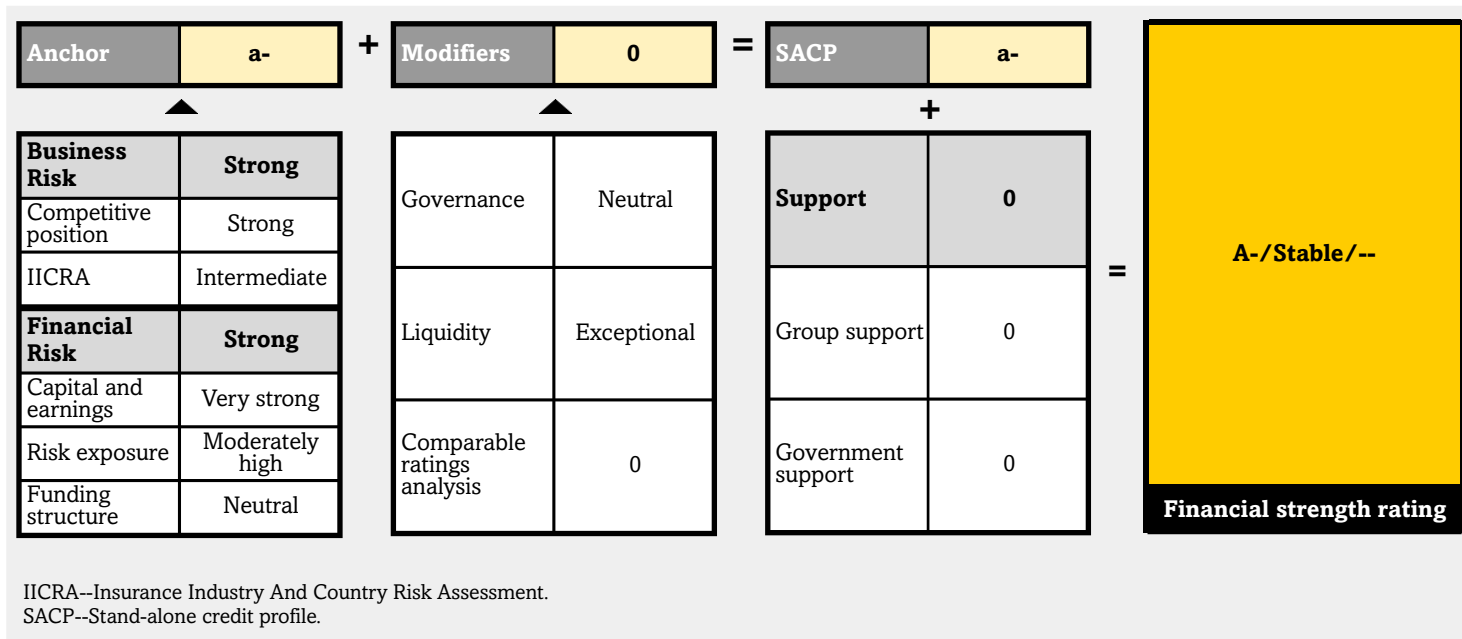 Anchor a- + Modifiers 0 = SACP a-
+
Business
Risk
Strong
Competitive
position
Strong
IICRA Intermediate
Financial
Risk
Strong
Capital and
earnings
Very strong
Risk exposure
Moderately
high
Funding
structure
Neutral
Governance Neutral
Liquidity Exceptional
Comparable
ratings
analysis
0
Support 0
Group support 0
Government
support
0
=
A-/Stable/--
Financial strength rating
IICRA--Insurance Industry And Country Risk Assessment.
SACP--Stand-alone credit profile.